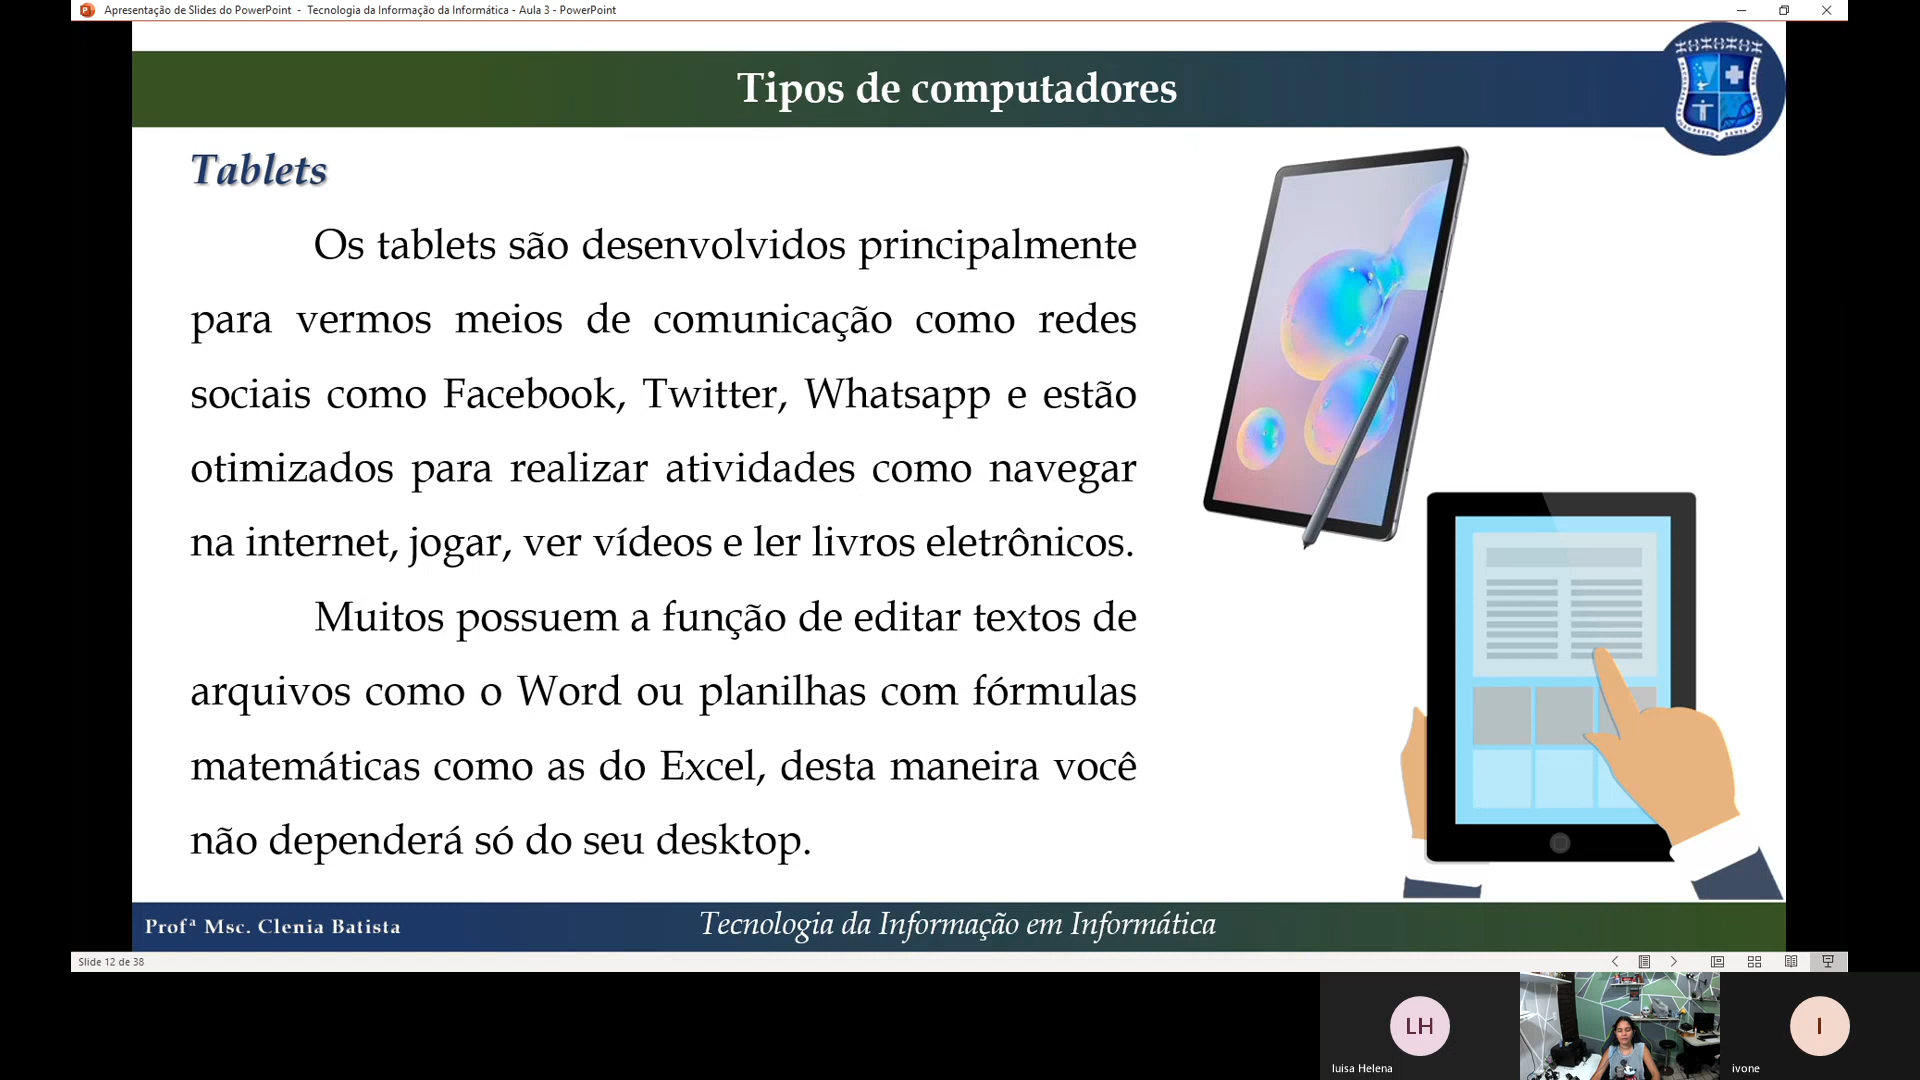 Apresentação de Slides do PowerPoint - Tecnologia da Informação da Informática - Aula 3 - PowerPoint
Tipos de computadores
Tablets
Os tablets são desenvolvidos principalmente
para vermos meios de comunicação como redes
sociais como Facebook, Twitter, Whatsapp e estão
otimizados para realizar atividades como navegar
na internet, jogar, ver vídeos e ler livros eletrônicos.
Muitos possuem a função de editar textos de
arquivos como o Word ou planilhas com fórmulas
matemáticas como as do Excel, desta maneira você
não dependerá só do seu desktop.
Profª Msc. Clenia Batista
Tecnologia da Informação em Informática
Slide 12 de 38
LH
I
luisa Helena
ivone